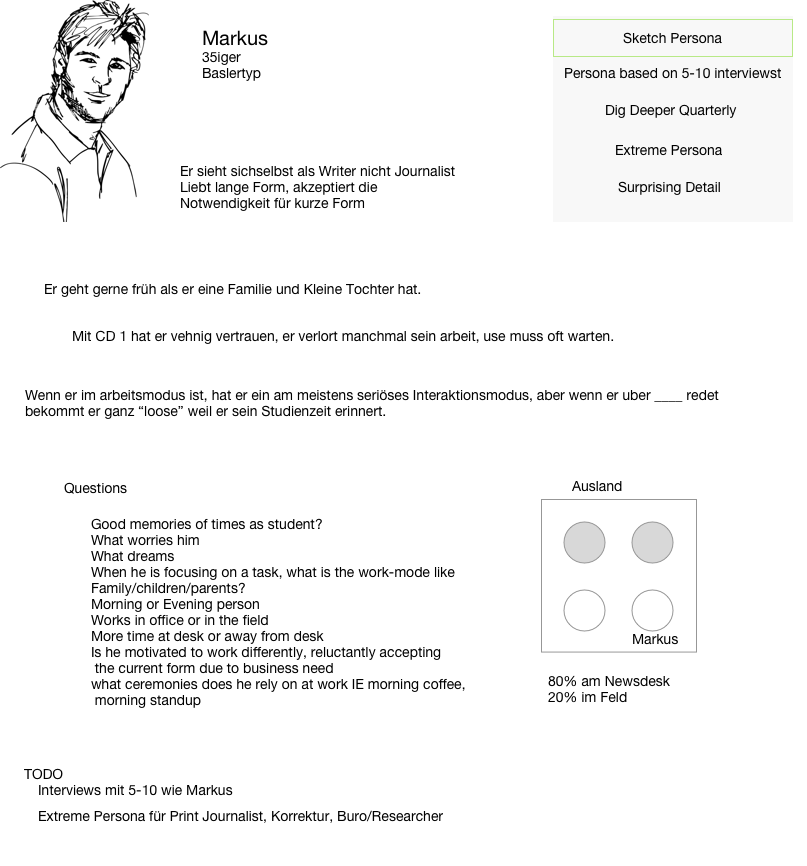 Markus
35iger
Baslertyp
Sketch Persona
Persona based on 5-10 interviewst
Dig Deeper Quarterly
Extreme Persona
Surprising Detail
Er sieht sichselbst als Writer nicht Journalist
Liebt lange Form, akzeptiert die
Notwendigkeit für kurze Form
Er geht gerne früh als er eine Familie und Kleine Tochter hat.
Mit CD 1 hat er vehnig vertrauen, er verlort manchmal sein arbeit, use muss oft warten.
Wenn er im arbeitsmodus ist, hat er ein am meistens seriöses Interaktionsmodus, aber wenn er uber ____ redet
bekommt er ganz “loose” weil er sein Studienzeit erinnert.
Questions
Good memories of times as student?
What worries him
What dreams
When he is focusing on a task, what is the work-mode like
Family/children/parents?
Morning or Evening person
Works in office or in the field
More time at desk or away from desk
Is he motivated to work differently, reluctantly accepting
the current form due to business need
what ceremonies does he rely on at work IE morning coffee,
morning standup
Ausland
Markus
80% am Newsdesk
20% im Feld
TODO
Interviews mit 5-10 wie Markus
Extreme Persona für Print Journalist, Korrektur, Buro/Researcher